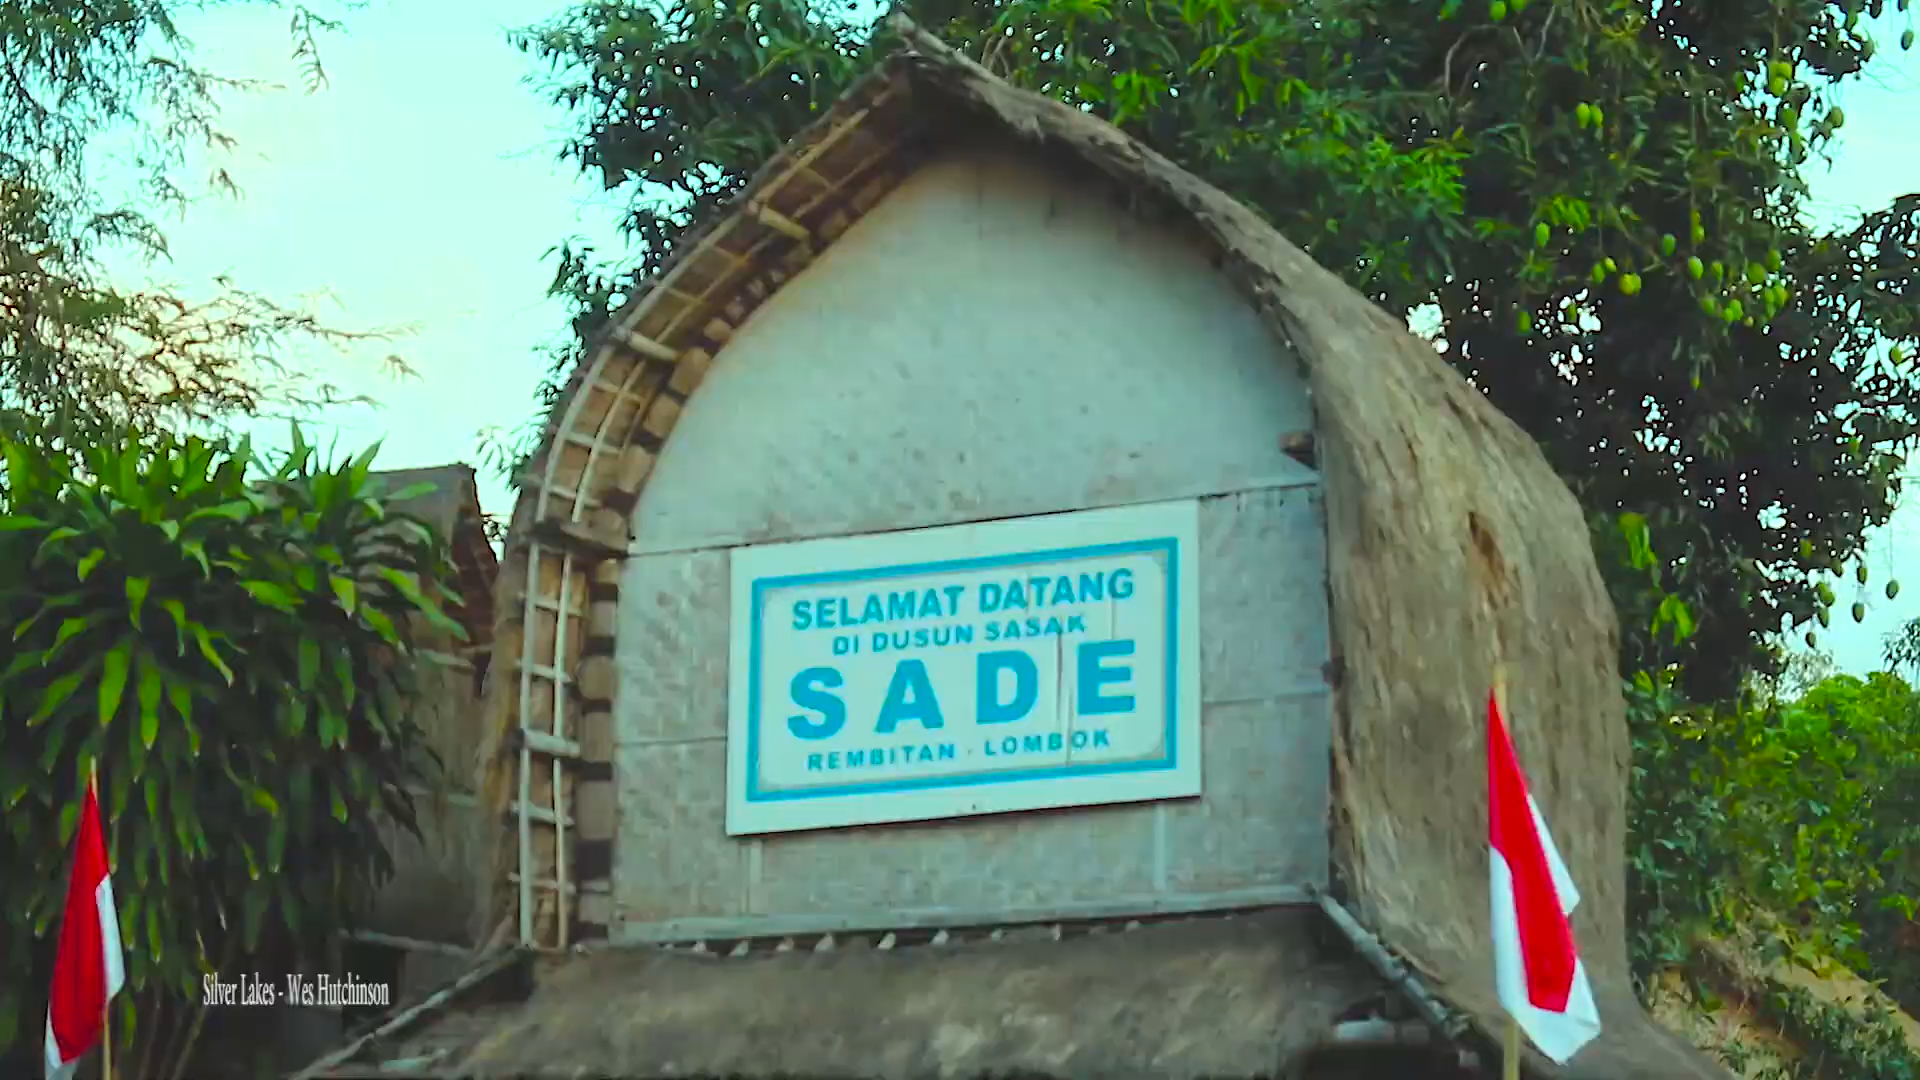 SELAMAT DATANG
DI DUSUN SASAK
SADE
REMBITAN - LOMBOK
Silver Lakes - Wes Hutchinson